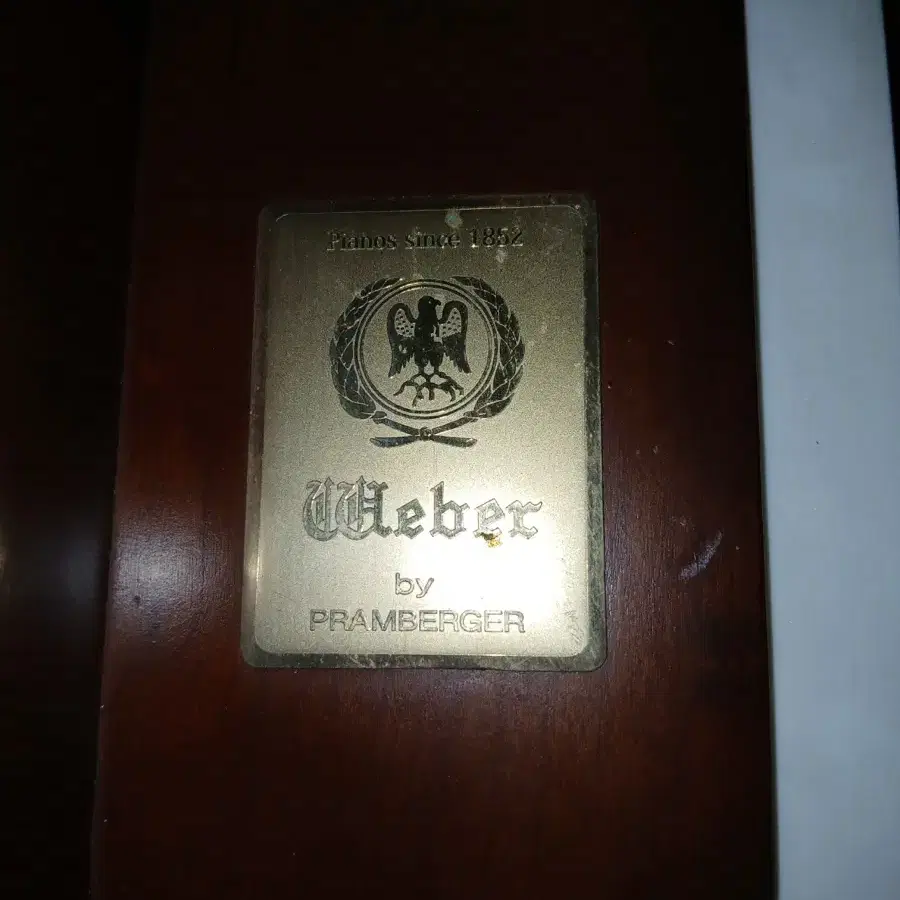 Pianos since 1852
Weber
by
PRAMBERGER